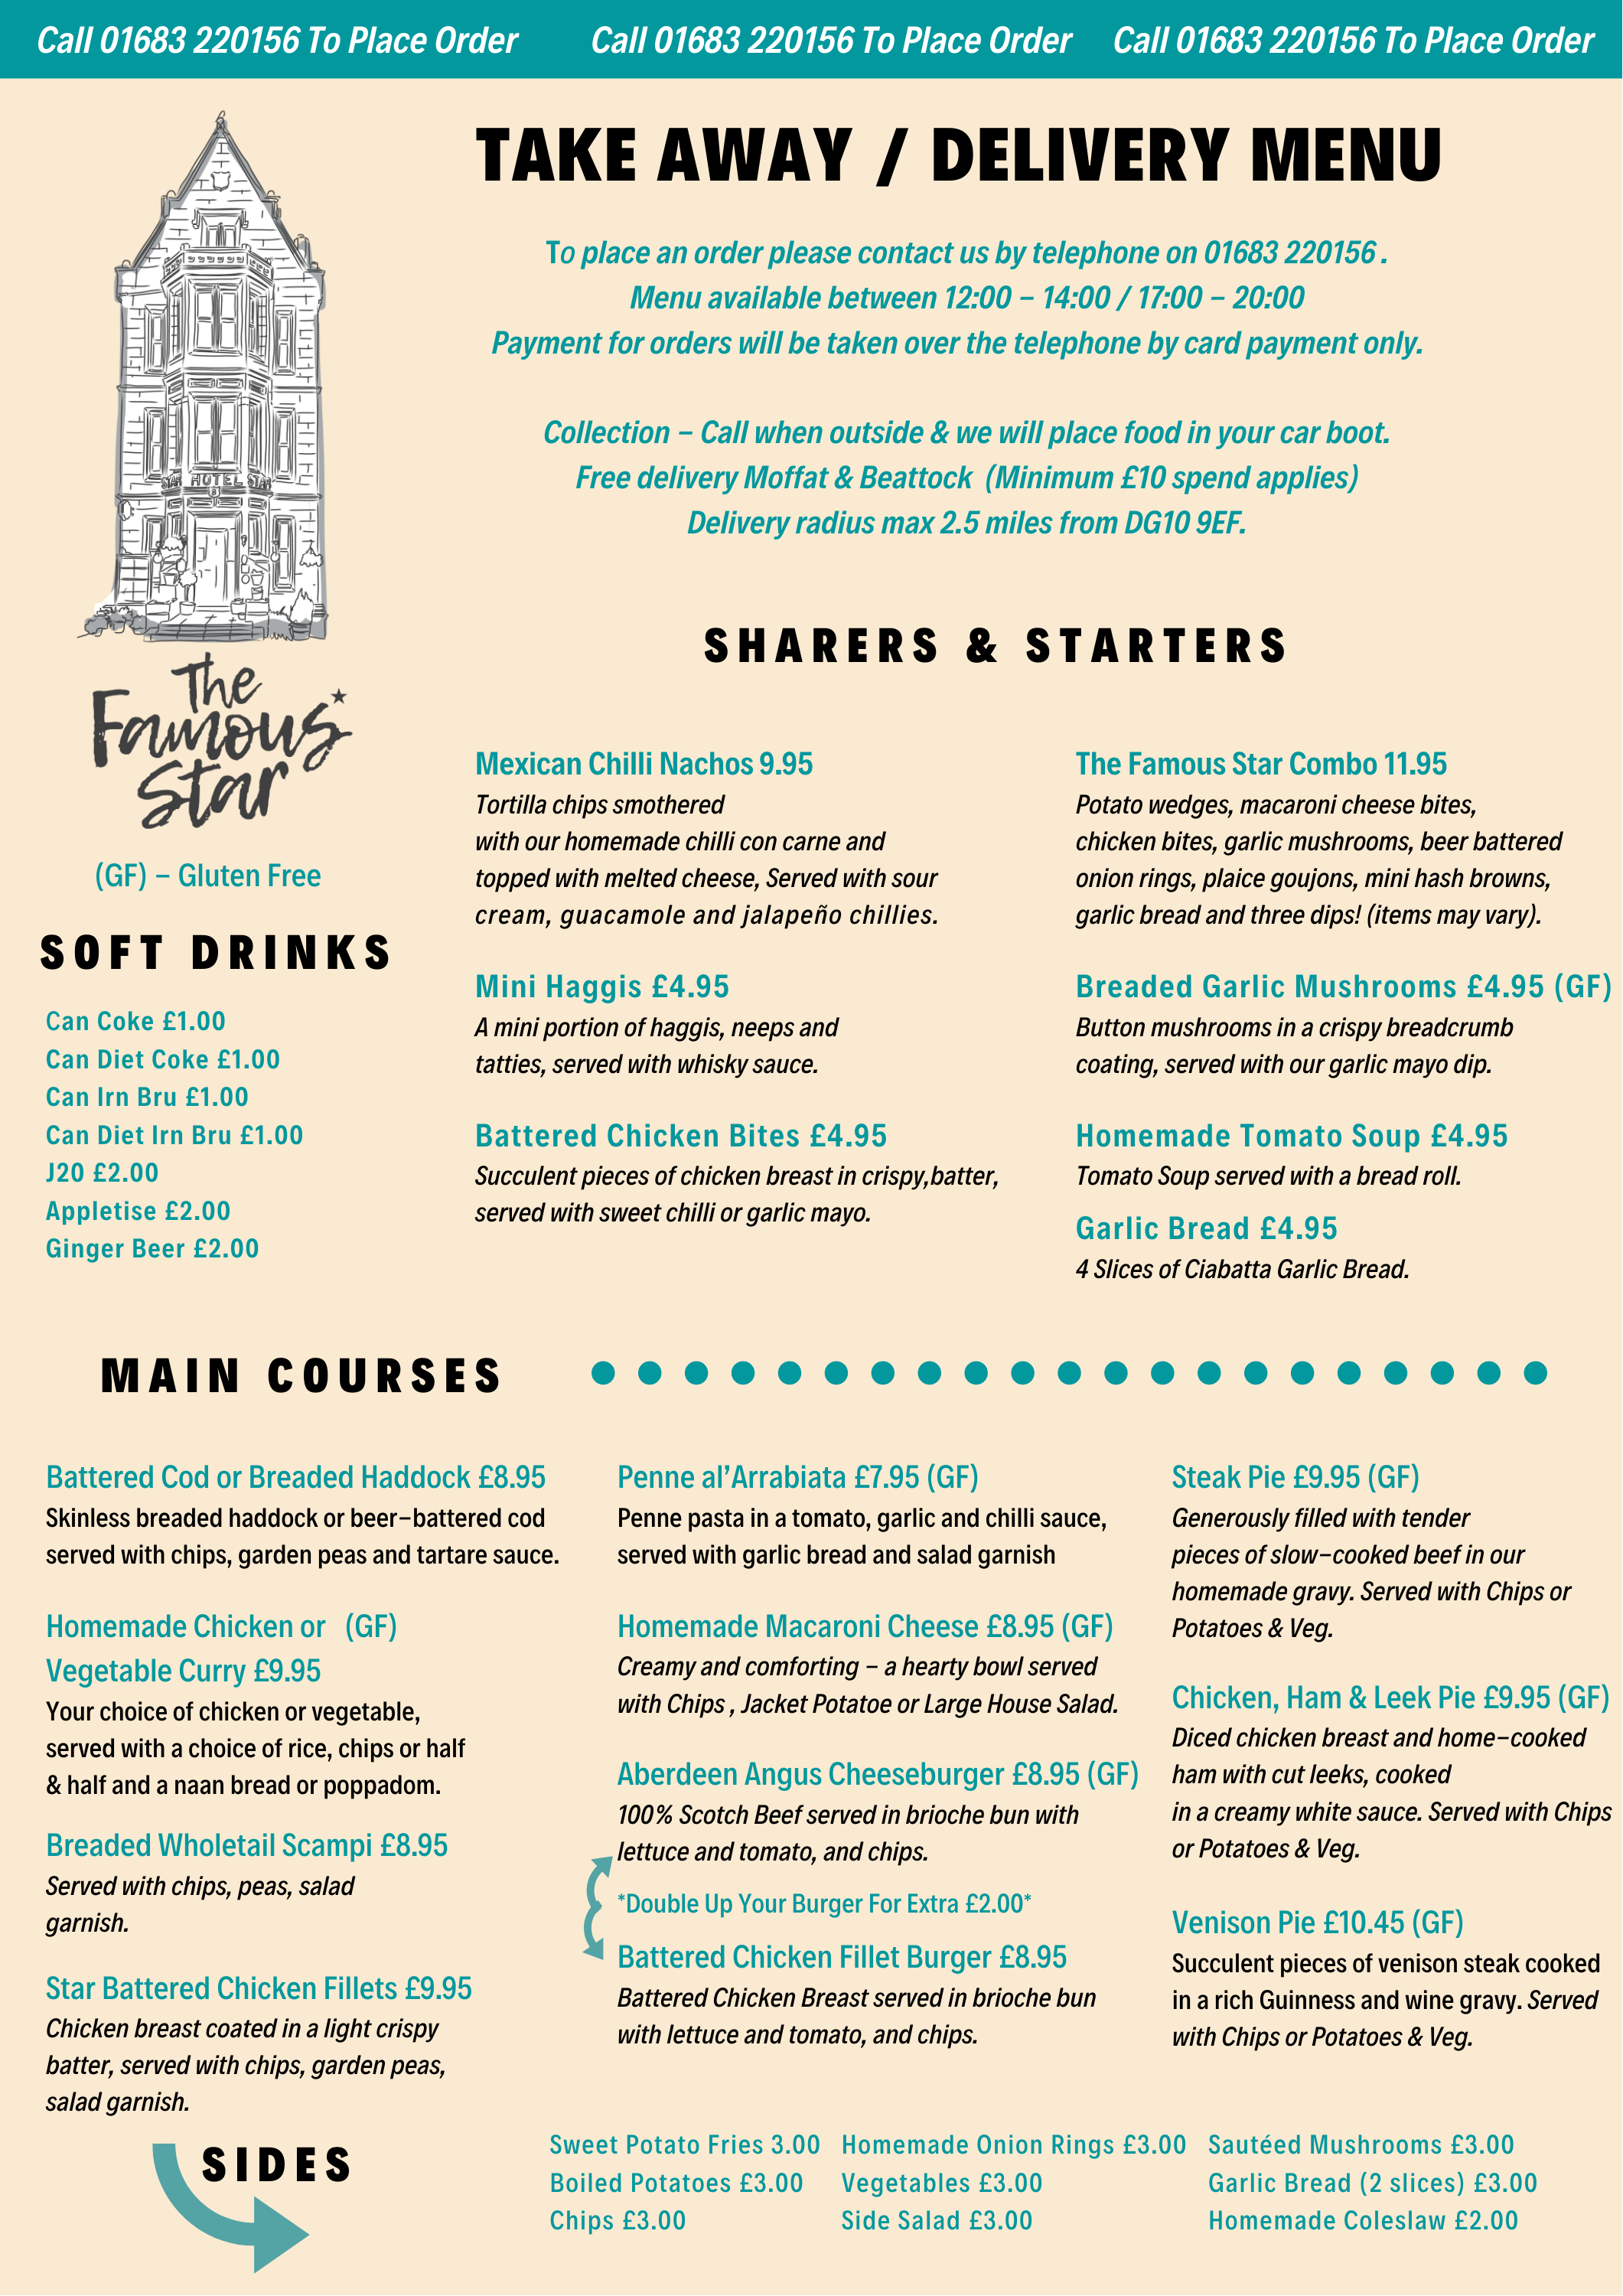 Call 01683 220156 To Place Order
Call 01683 220156 To Place Order
Call 01683 220156 To Place Order
TAKE AWAY / DELIVERY MENU
To place an order please contact us by telephone on 01683 220156 .
Menu available between 12:00 – 14:00 / 17:00 – 20:00
Payment for orders will be taken over the telephone by card payment only.
Collection – Call when outside & we will place food in your car boot.
Free delivery Moffat & Beattock (Minimum £10 spend applies)
Delivery radius max 2.5 miles from DG10 9EF.
STAR HOTEL STAR
The
Famous
Star
(GF) – Gluten Free
SOFT DRINKS
Can Coke £1.00
Can Diet Coke £1.00
Can Irn Bru £1.00
Can Diet Irn Bru £1.00
J20 £2.00
Appletise £2.00
Ginger Beer £2.00
SHARERS & STARTERS
Mexican Chilli Nachos 9.95
Tortilla chips smothered
with our homemade chilli con carne and
topped with melted cheese, Served with sour
cream, guacamole and jalapeño chillies.
Mini Haggis £4.95
A mini portion of haggis, neeps and
tatties, served with whisky sauce.
Battered Chicken Bites £4.95
Succulent pieces of chicken breast in crispy,batter,
served with sweet chilli or garlic mayo.
The Famous Star Combo 11.95
Potato wedges, macaroni cheese bites,
chicken bites, garlic mushrooms, beer battered
onion rings, plaice goujons, mini hash browns,
garlic bread and three dips! (items may vary).
Breaded Garlic Mushrooms £4.95 (GF)
Button mushrooms in a crispy breadcrumb
coating, served with our garlic mayo dip.
Homemade Tomato Soup £4.95
Tomato Soup served with a bread roll.
Garlic Bread £4.95
4 Slices of Ciabatta Garlic Bread.
MAIN COURSES
Battered Cod or Breaded Haddock £8.95
Skinless breaded haddock or beer–battered cod
served with chips, garden peas and tartare sauce.
Homemade Chicken or (GF)
Vegetable Curry £9.95
Your choice of chicken or vegetable,
served with a choice of rice, chips or half
& half and a naan bread or poppadom.
Breaded Wholetail Scampi £8.95
Served with chips, peas, salad
garnish.
Star Battered Chicken Fillets £9.95
Chicken breast coated in a light crispy
batter, served with chips, garden peas,
salad garnish.
Penne al’Arrabiata £7.95 (GF)
Penne pasta in a tomato, garlic and chilli sauce,
served with garlic bread and salad garnish
Homemade Macaroni Cheese £8.95 (GF)
Creamy and comforting – a hearty bowl served
with Chips , Jacket Potatoe or Large House Salad.
Aberdeen Angus Cheeseburger £8.95 (GF)
100% Scotch Beef served in brioche bun with
lettuce and tomato, and chips.
*Double Up Your Burger For Extra £2.00*
Battered Chicken Fillet Burger £8.95
Battered Chicken Breast served in brioche bun
with lettuce and tomato, and chips.
Steak Pie £9.95 (GF)
Generously filled with tender
pieces of slow–cooked beef in our
homemade gravy. Served with Chips or
Potatoes & Veg.
Chicken, Ham & Leek Pie £9.95 (GF)
Diced chicken breast and home–cooked
ham with cut leeks, cooked
in a creamy white sauce. Served with Chips
or Potatoes & Veg.
Venison Pie £10.45 (GF)
Succulent pieces of venison steak cooked
in a rich Guinness and wine gravy. Served
with Chips or Potatoes & Veg.
SIDES
Sweet Potato Fries 3.00
Boiled Potatoes £3.00
Chips £3.00
Homemade Onion Rings £3.00
Vegetables £3.00
Side Salad £3.00
Sautéed Mushrooms £3.00
Garlic Bread (2 slices) £3.00
Homemade Coleslaw £2.00